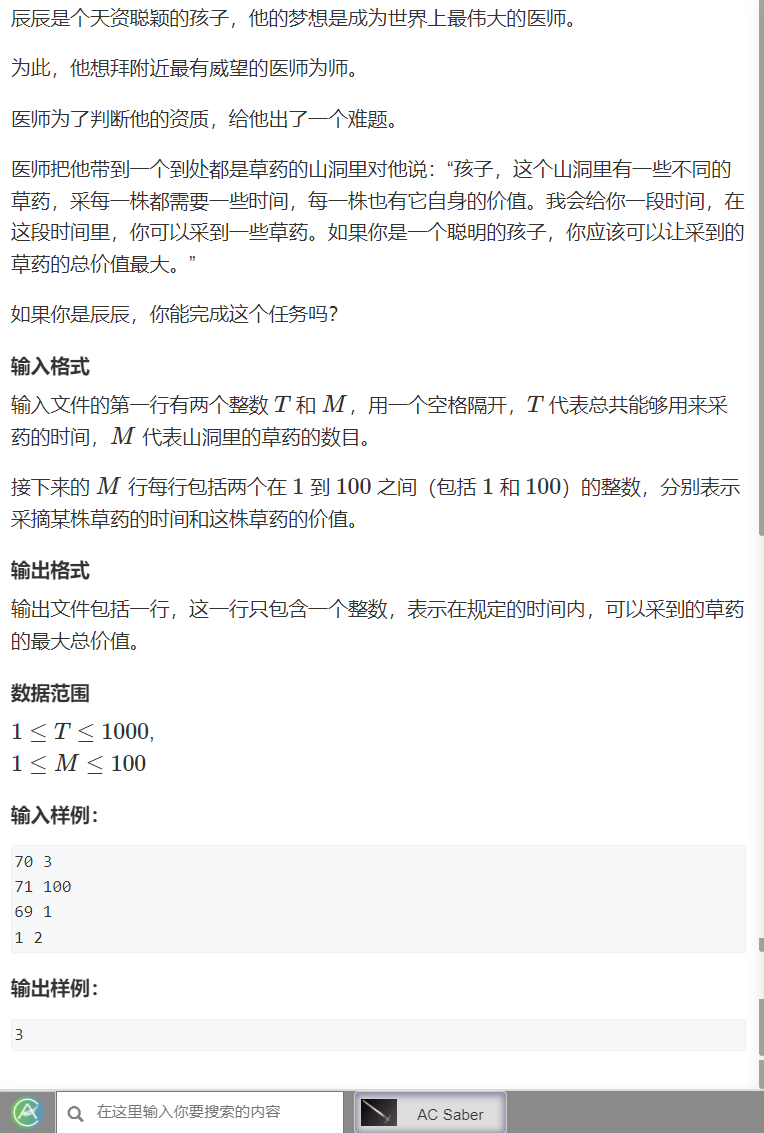 辰辰是个天资聪颖的孩子，他的梦想是成为世界上最伟大的医师。
为此，他想拜附近最有威望的医师为师。
医师为了判断他的资质，给他出了一个难题。
医师把他带到一个到处都是草药的山洞里对他说：“孩子，这个山洞里有一些不同的
草药，采每一株都需要一些时间，每一株也有它自身的价值。我会给你一段时间，在
这段时间里，你可以采到一些草药。如果你是一个聪明的孩子，你应该可以让采到的
草药的总价值最大。”
如果你是辰辰，你能完成这个任务吗？
输入格式
输入文件的第一行有两个整数 T 和 M，用一个空格隔开，T 代表总共能够用来采
药的时间，M 代表山洞里的草药的数目。
接下来的 M 行每行包括两个在 1 到 100 之间（包括 1 和 100）的整数，分别表示
采摘某株草药的时间和这株草药的价值。
输出格式
输出文件包括一行，这一行只包含一个整数，表示在规定的时间内，可以采到的草药
的最大总价值。
数据范围
1 ≤ T ≤ 1000,
1 ≤ M ≤ 100
输入样例：
70 3
71 100
69 1
1 2
输出样例：
3
在这里输入你要搜索的内容
AC Saber